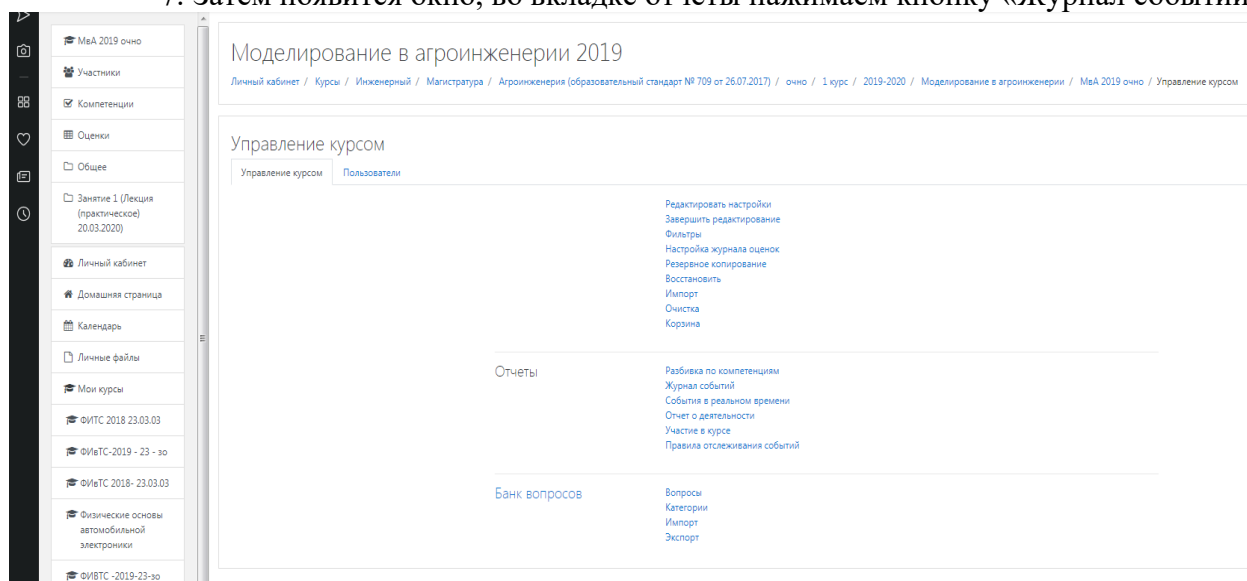 7. Затем появится окно, во вкладке отчеты нажимаем кнопку «Журнал событий
МвА 2019 очно
Участники
Компетенции
Оценки
Общее
Занятие 1 (Лекция
(практическое)
20.03.2020)
Личный кабинет
Домашняя страница
Календарь
Личные файлы
Мои курсы
ФИТС 2018 23.03.03
ФИвТС-2019 - 23 - зо
ФИвТС 2018- 23.03.03
Физические основы
автомобильной
электроники
ФИВТС -2019-23-зо
Моделирование в агроинженерии 2019
Личный кабинет / Курсы / Инженерный / Магистратура / Агроинженерия (образовательный стандарт № 709 от 26.07.2017) / очно / 1 курс / 2019-2020 / Моделирование в агроинженерии / МвА 2019 очно / Управление курсом
Управление курсом
Управление курсом Пользователи
Редактировать настройки
Завершить редактирование
Фильтры
Настройка журнала оценок
Резервное копирование
Восстановить
Импорт
Очистка
Корзина
Отчеты
Разбивка по компетенциям
Журнал событий
События в реальном времени
Отчет о деятельности
Участие в курсе
Правила отслеживания событий
Банк вопросов
Вопросы
Категории
Импорт
Экспорт